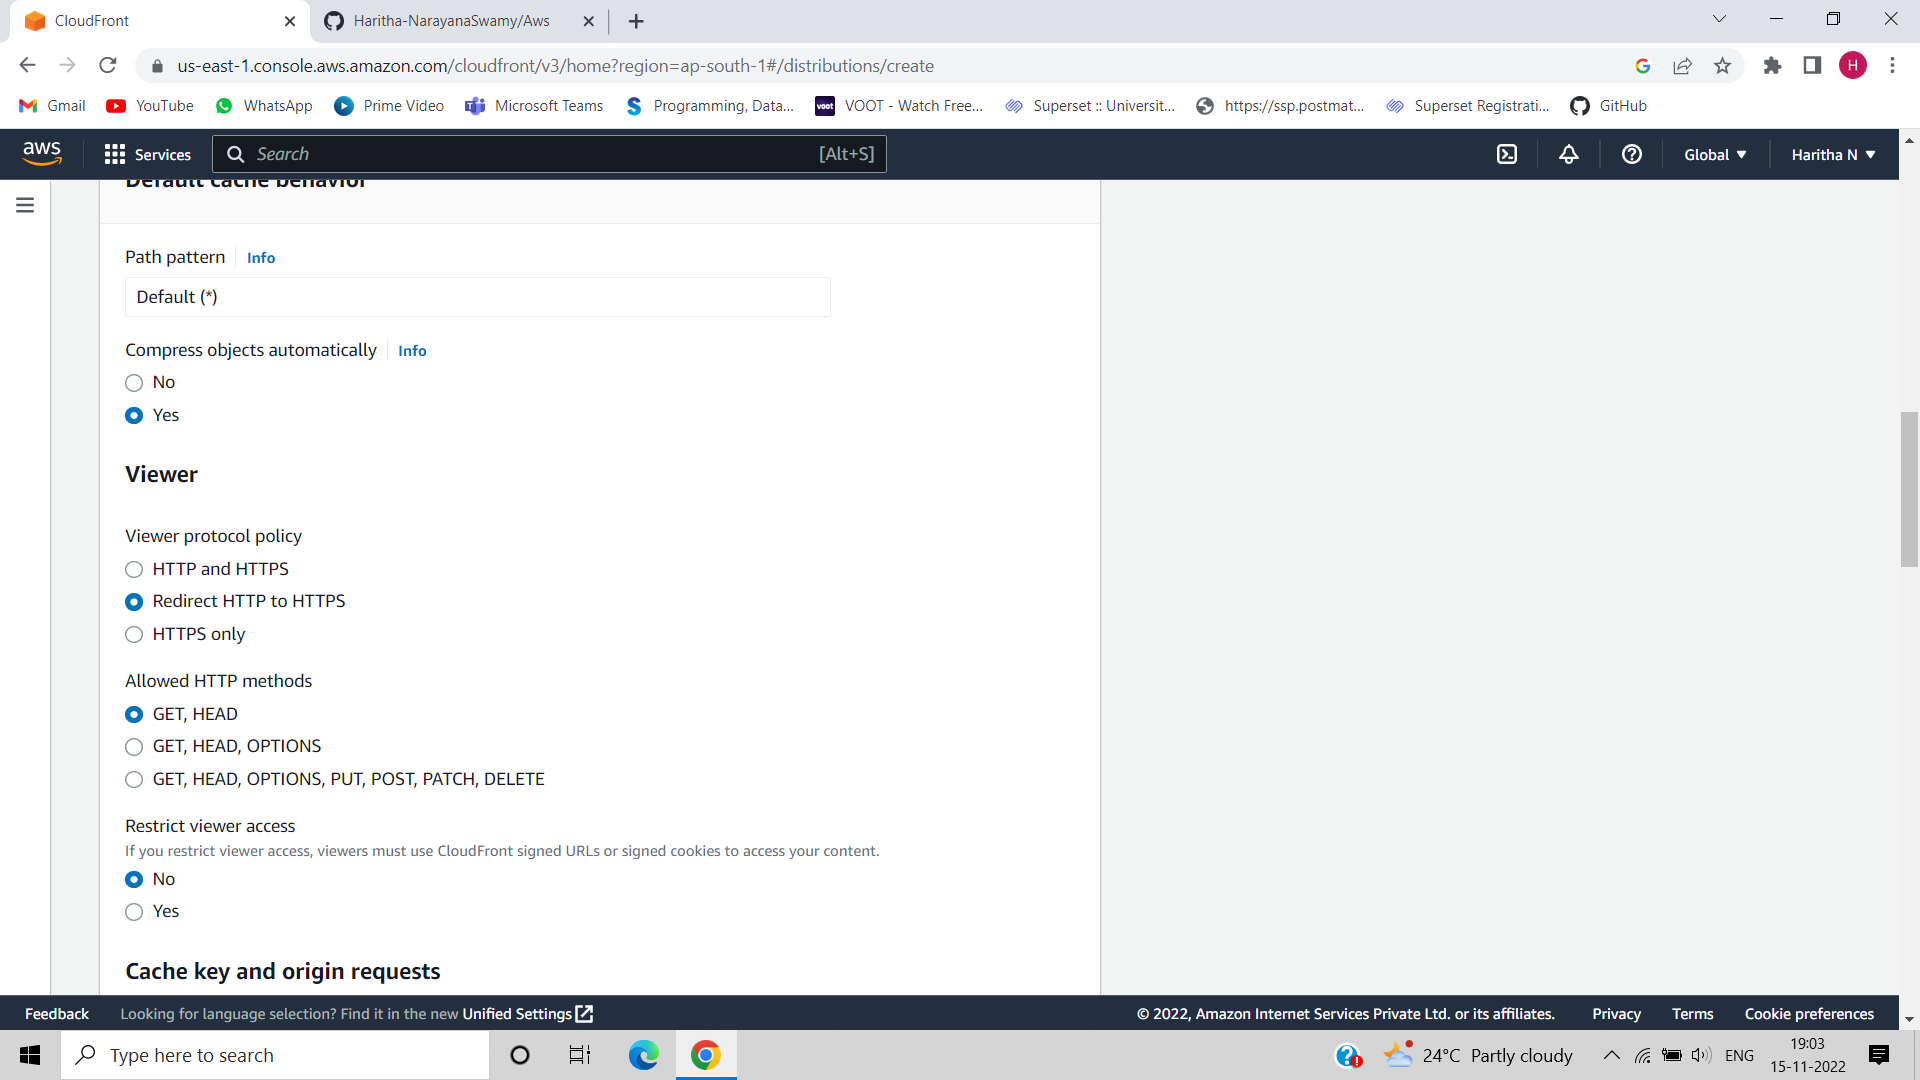 CloudFront
Haritha-NarayanaSwamy/Aws
us-east-1.console.aws.amazon.com/cloudfront/v3/home?region=ap-south-1#/distributions/create
H
Gmail
YouTube
WhatsApp
Prime Video
Microsoft Teams
Programming, Data...
voot
VOOT - Watch Free...
Superset :: Universit...
https://ssp.postmat...
Superset Registrati...
GitHub
aws
Services
Search
[Alt+S]
Global
Haritha N
Default cache behavior
Path pattern
Info
Default (*)
Compress objects automatically
Info
No
Yes
Viewer
Viewer protocol policy
HTTP and HTTPS
Redirect HTTP to HTTPS
HTTPS only
Allowed HTTP methods
GET, HEAD
GET, HEAD, OPTIONS
GET, HEAD, OPTIONS, PUT, POST, PATCH, DELETE
Restrict viewer access
If you restrict viewer access, viewers must use CloudFront signed URLs or signed cookies to access your content.
No
Yes
Cache key and origin requests
Feedback
Looking for language selection? Find it in the new Unified Settings
© 2022, Amazon Internet Services Private Ltd. or its affiliates.
Privacy
Terms
Cookie preferences
Type here to search
24°C Partly cloudy
ENG
19:03
15-11-2022